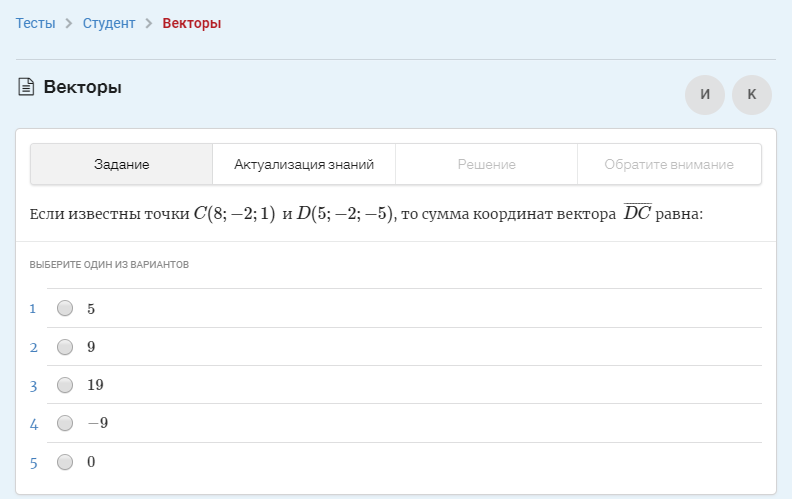 Тесты > Студент > Векторы
Векторы
И К
Задание Актуализация знаний Решение Обратите внимание
Если известны точки C(8; −2; 1) и D(5; −2; −5), то сумма координат вектора D̅C̅ равна:
ВЫБЕРИТЕ ОДИН ИЗ ВАРИАНТОВ
1 5
2 9
3 19
4 −9
5 0